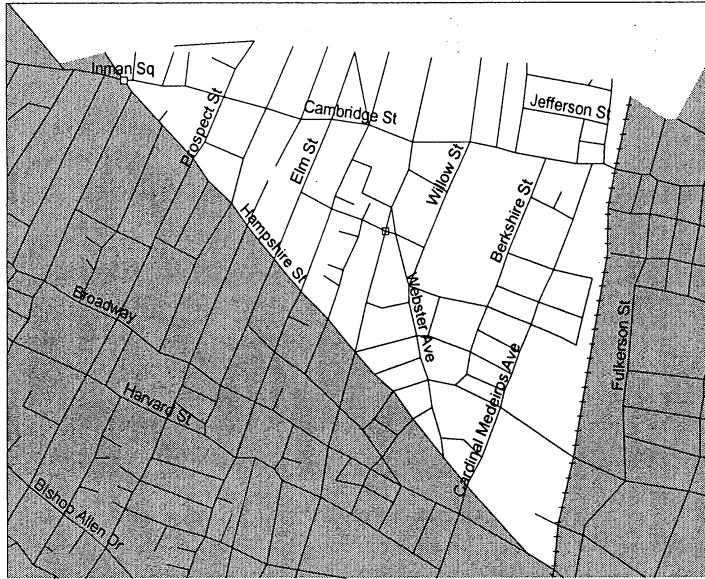 Inman Sq
Jefferson St
Cambridge St
Prospect St
Elm St
Willow St
Berkshire St
Hampshire St
Broadway
Webster Ave
Fulkerson St
Harvard St
Cardinal Medeiros Ave
Bishop Allen Dr